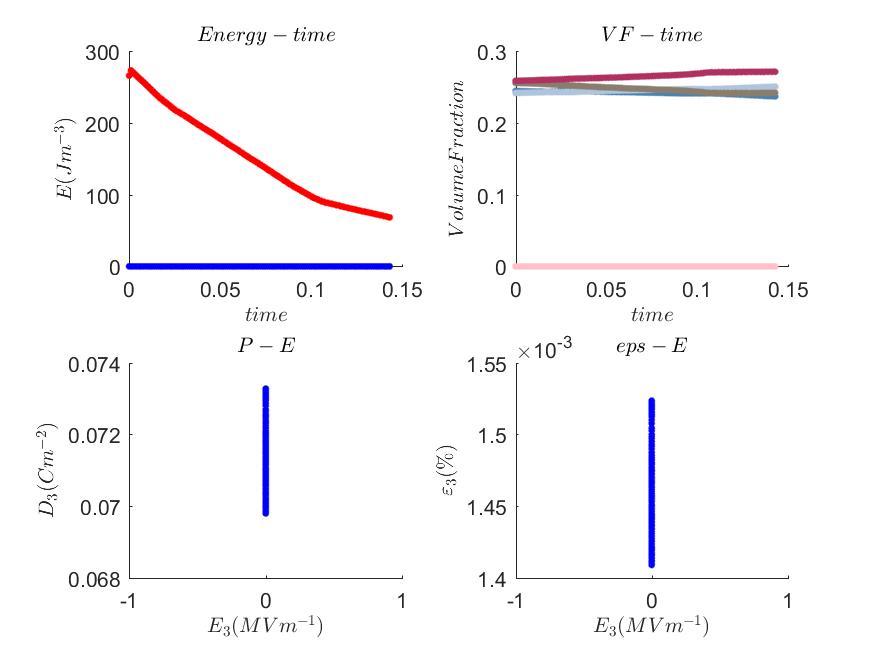 Energy − time
300
200
100
0
E(Jm⁻³)
0 0.05 0.1 0.15
time
VF − time
0.3
0.2
0.1
0
VolumeFraction
0 0.05 0.1 0.15
time
P − E
0.074
0.072
0.07
0.068
D₃(Cm⁻²)
-1 0 1
E₃(MVm⁻¹)
×10⁻³ eps − E
1.55
1.5
1.45
1.4
ε₃(%)
-1 0 1
E₃(MVm⁻¹)